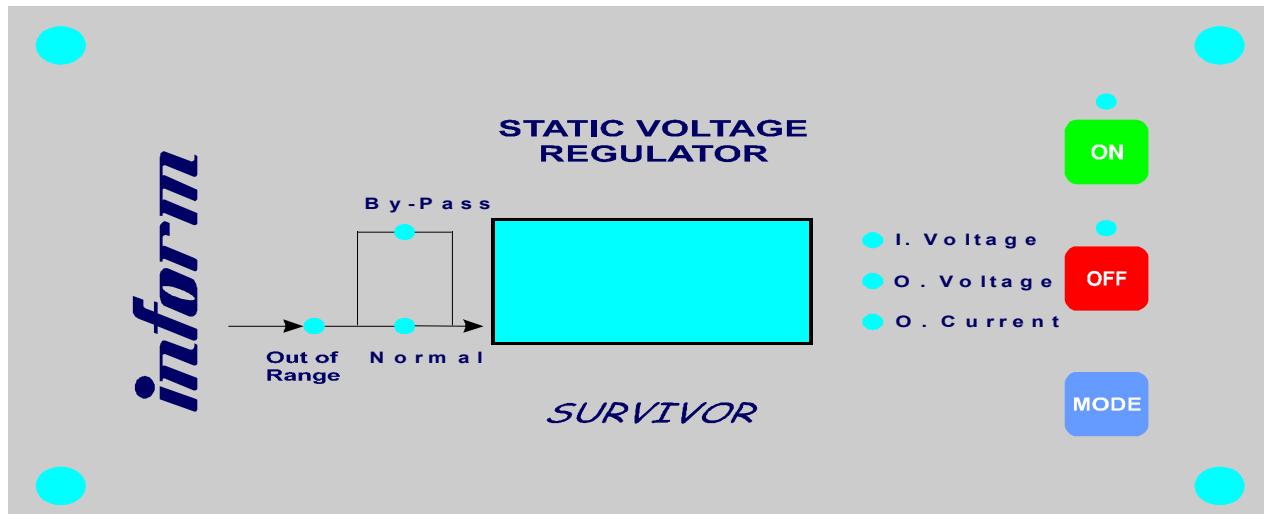 inform
STATIC VOLTAGE
REGULATOR
By-Pass
Out of
Range
Normal
SURVIVOR
I. Voltage
O. Voltage
O. Current
ON
OFF
MODE